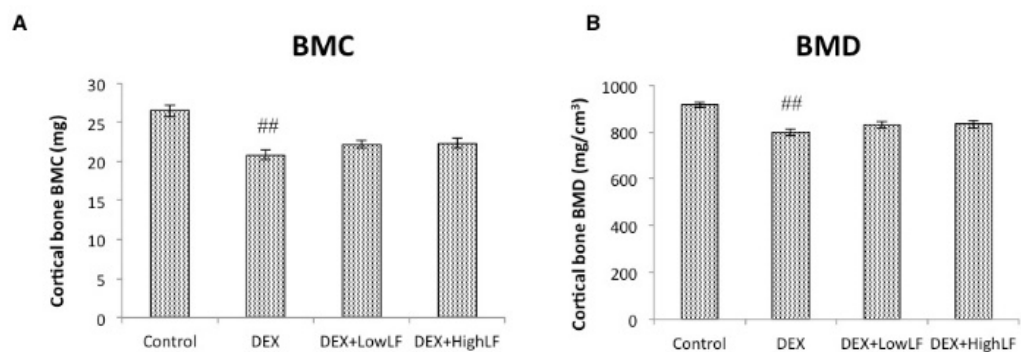 A
BMC
Cortical bone BMC (mg)
30
25
20
15
10
5
0
##
Control
DEX
DEX+LowLF
DEX+HighLF
B
BMD
Cortical bone BMD (mg/cm³)
1000
800
600
400
200
0
##
Control
DEX
DEX+LowLF
DEX+HighLF